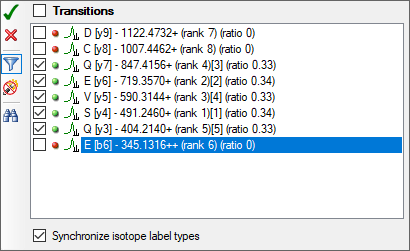 Transitions
D [y9] - 1122.4732+ (rank 7) (ratio 0)
C [y8] - 1007.4462+ (rank 8) (ratio 0)
Q [y7] - 847.4156+ (rank 4)[3] (ratio 0.33)
E [y6] - 719.3570+ (rank 2)[2] (ratio 0.34)
V [y5] - 590.3144+ (rank 3)[4] (ratio 0.33)
S [y4] - 491.2460+ (rank 1)[1] (ratio 0.34)
Q [y3] - 404.2140+ (rank 5)[5] (ratio 0.33)
E [b6] - 345.1316++ (rank 6) (ratio 0)
Synchronize isotope label types